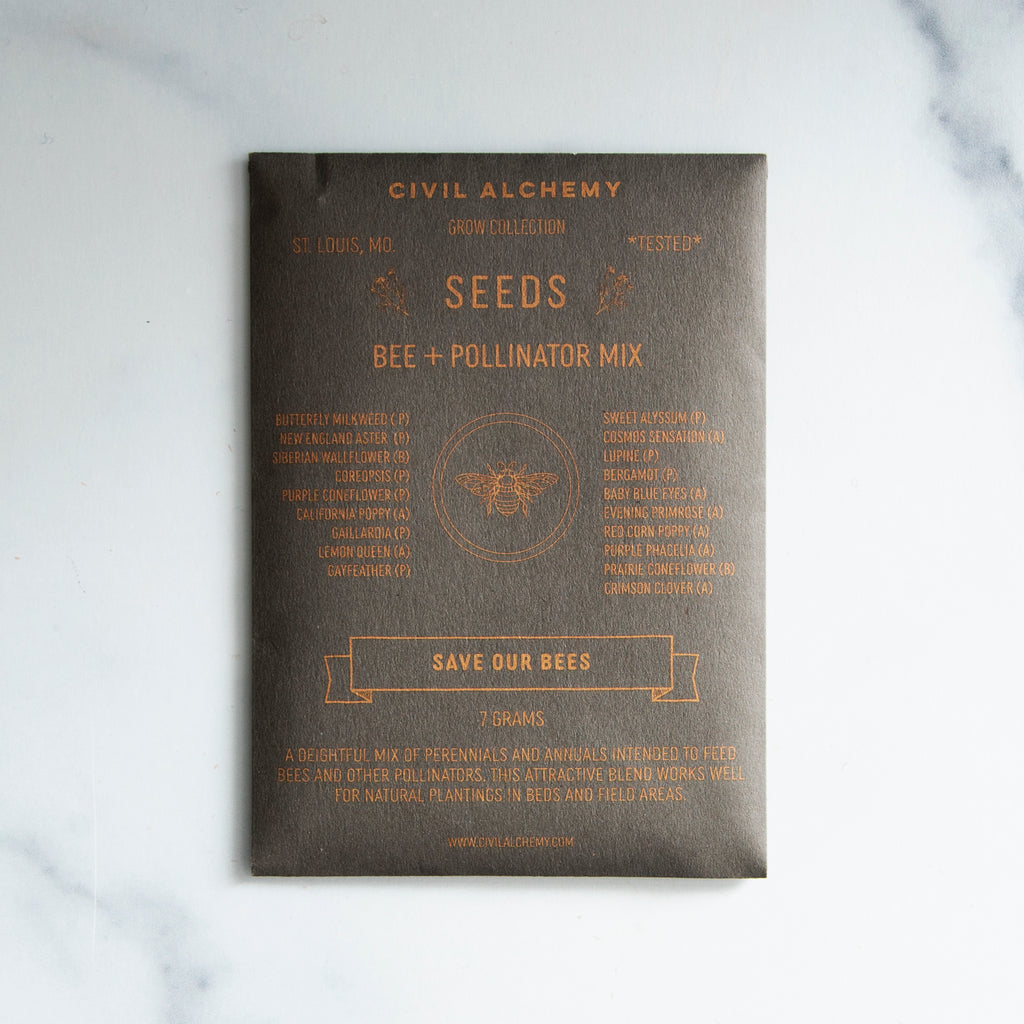 CIVIL ALCHEMY
GROW COLLECTION
ST. LOUIS, MO.
*TESTED*
SEEDS
BEE + POLLINATOR MIX
BUTTERFLY MILKWEED ( P)
NEW ENGLAND ASTER (P)
SIBERIAN WALLFLOWER (B)
COREOPSIS (P)
PURPLE CONEFLOWER (P)
CALIFORNIA POPPY (A)
GAILLARDIA (P)
LEMON QUEEN (A)
GAYFEATHER (P)
SWEET ALYSSUM (P)
COSMOS SENSATION (A)
LUPINE (P)
BERGAMOT (P)
BABY BLUE EYES (A)
EVENING PRIMROSE (A)
RED CORN POPPY (A)
PURPLE PHACELIA (A)
PRAIRIE CONEFLOWER (B)
CRIMSON CLOVER (A)
SAVE OUR BEES
7 GRAMS
A DEIGHTFUL MIX OF PERENNIALS AND ANNUALS INTENDED TO FEED
BEES AND OTHER POLLINATORS. THIS ATTRACTIVE BLEND WORKS WELL
FOR NATURAL PLANTINGS IN BEDS AND FIELD AREAS.
WWW.CIVILALCHEMY.COM